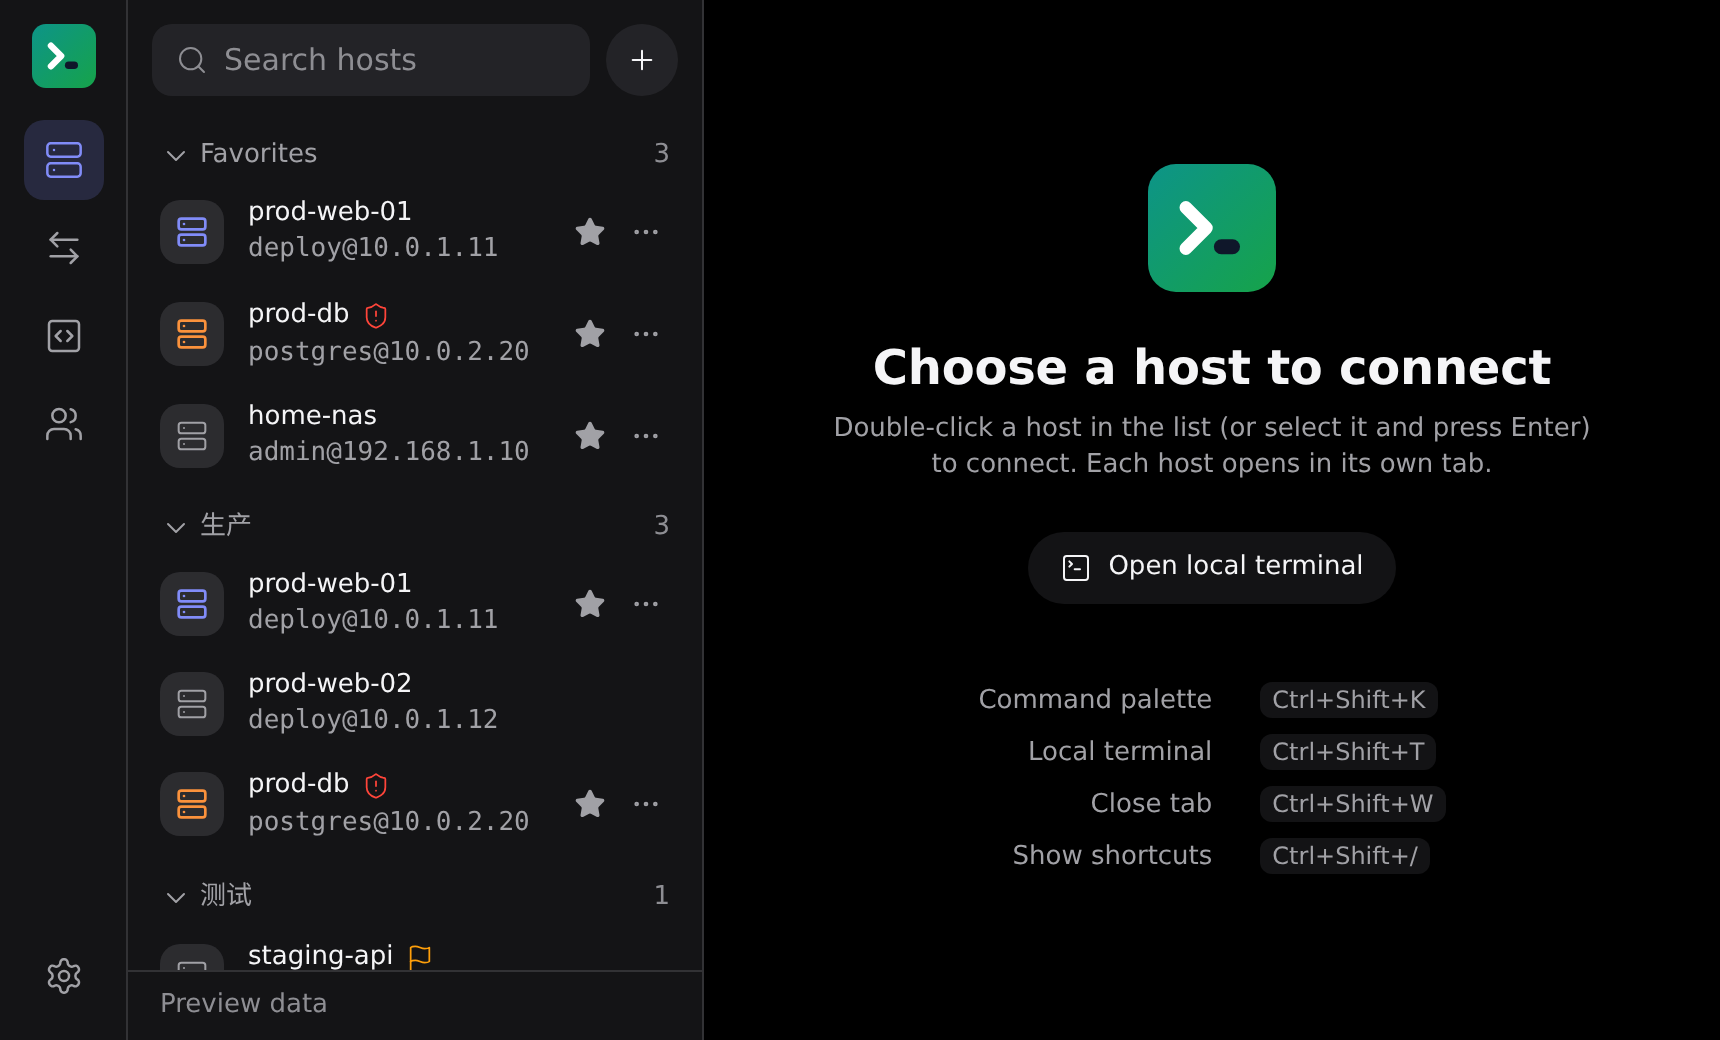 Search hosts
Favorites 3
prod-web-01
deploy@10.0.1.11
prod-db
postgres@10.0.2.20
home-nas
admin@192.168.1.10
生产 3
prod-web-01
deploy@10.0.1.11
prod-web-02
deploy@10.0.1.12
prod-db
postgres@10.0.2.20
测试 1
staging-api
Preview data
Choose a host to connect
Double-click a host in the list (or select it and press Enter)
to connect. Each host opens in its own tab.
Open local terminal
Command palette Ctrl+Shift+K
Local terminal Ctrl+Shift+T
Close tab Ctrl+Shift+W
Show shortcuts Ctrl+Shift+/